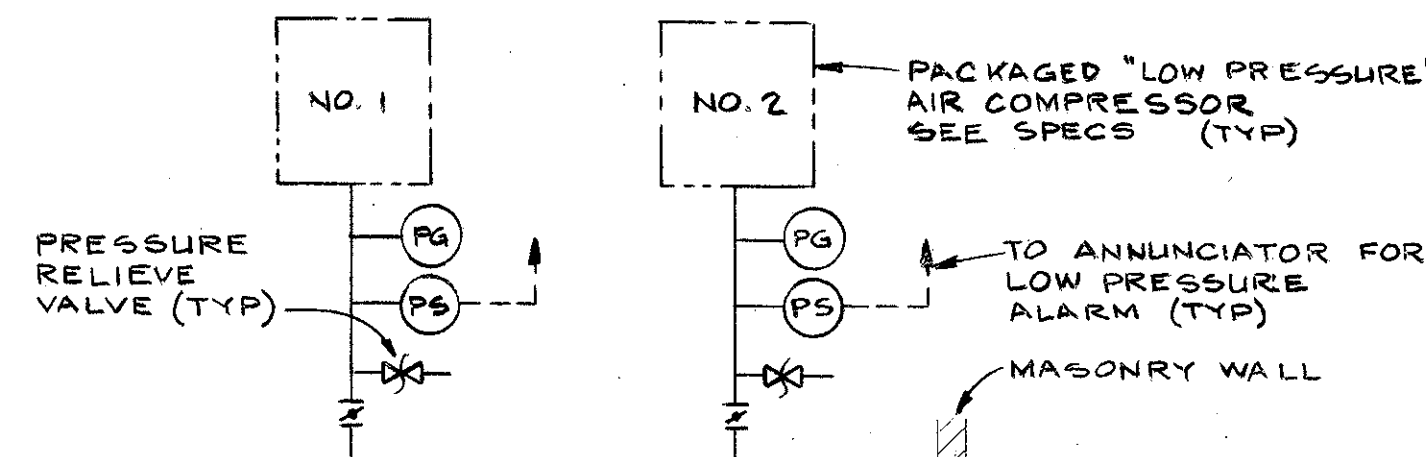 NO. 1
NO. 2
PACKAGED "LOW PRESSURE"
AIR COMPRESSOR
SEE SPECS (TYP)
PG
PG
PRESSURE
RELIEVE
VALVE (TYP)
PS
PS
TO ANNUNCIATOR FOR
LOW PRESSURE
ALARM (TYP)
MASONRY WALL